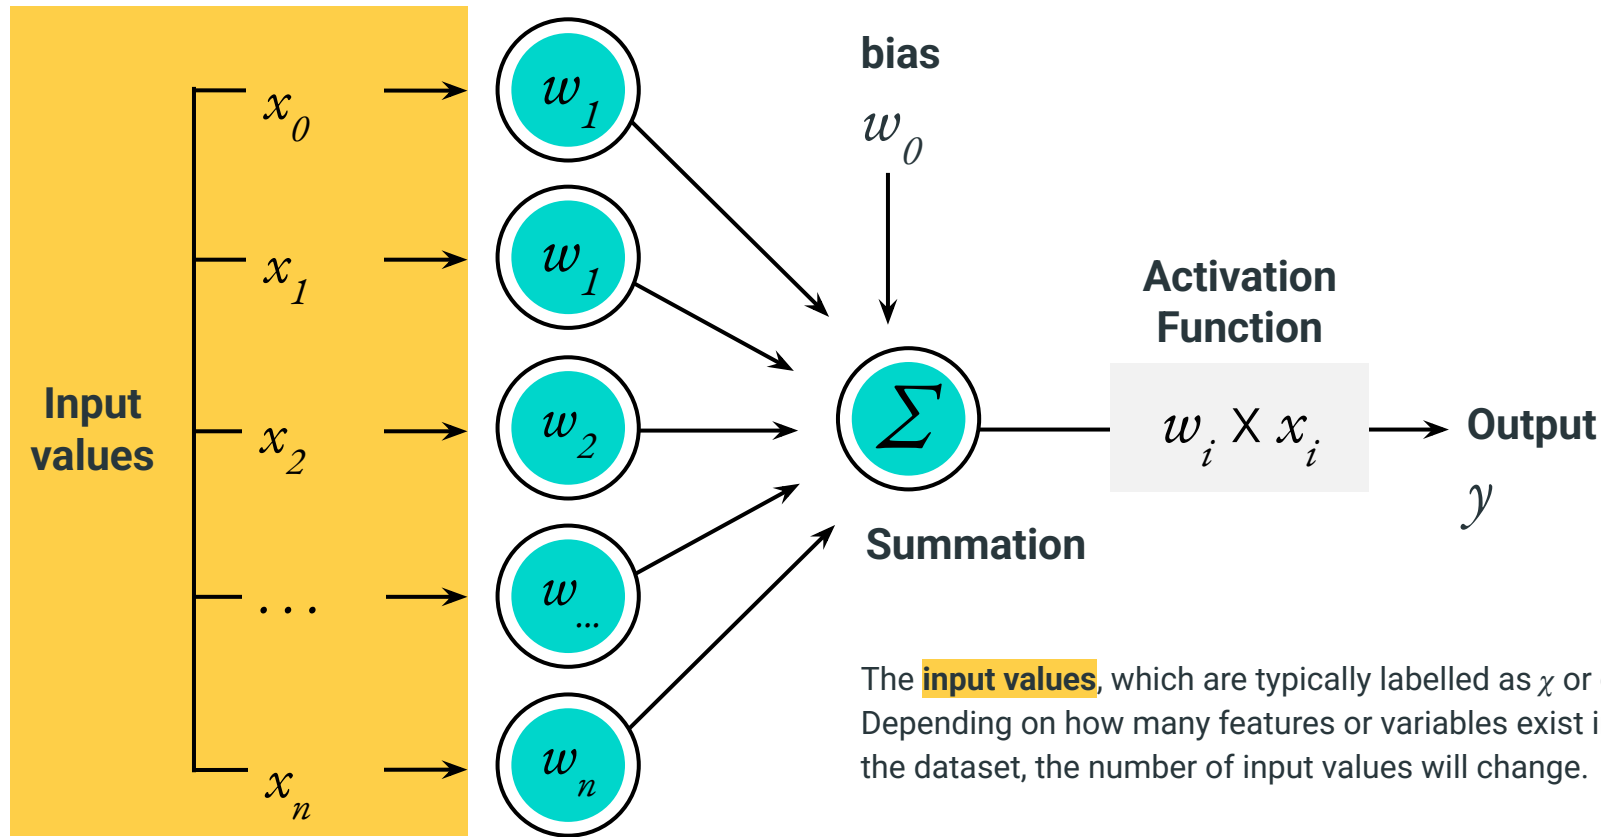 Input
values
x0
x1
x2
...
xn
w1
w1
w2
w...
wn
bias
w0
Σ
Summation
Activation
Function
wi X xi
Output
y
The input values, which are typically labelled as χ or
Depending on how many features or variables exist i
the dataset, the number of input values will change.